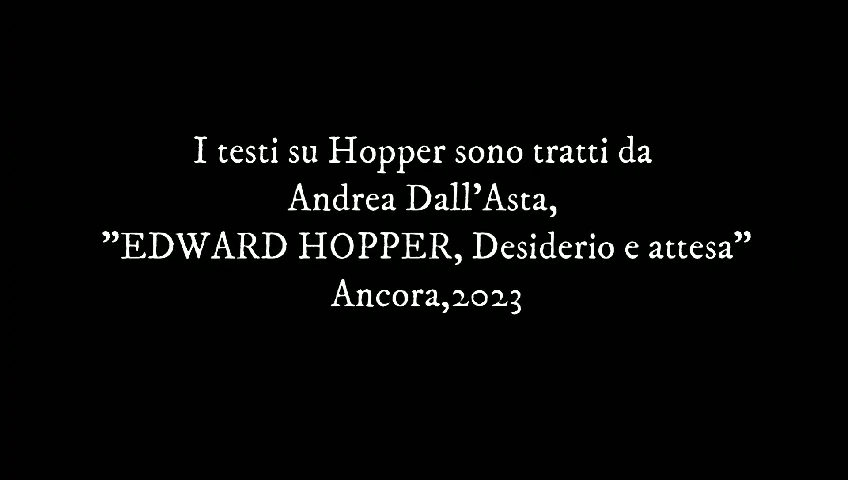 I testi su Hopper sono tratti da
Andrea Dall’Asta,
”EDWARD HOPPER, Desiderio e attesa”
Ancora,2023